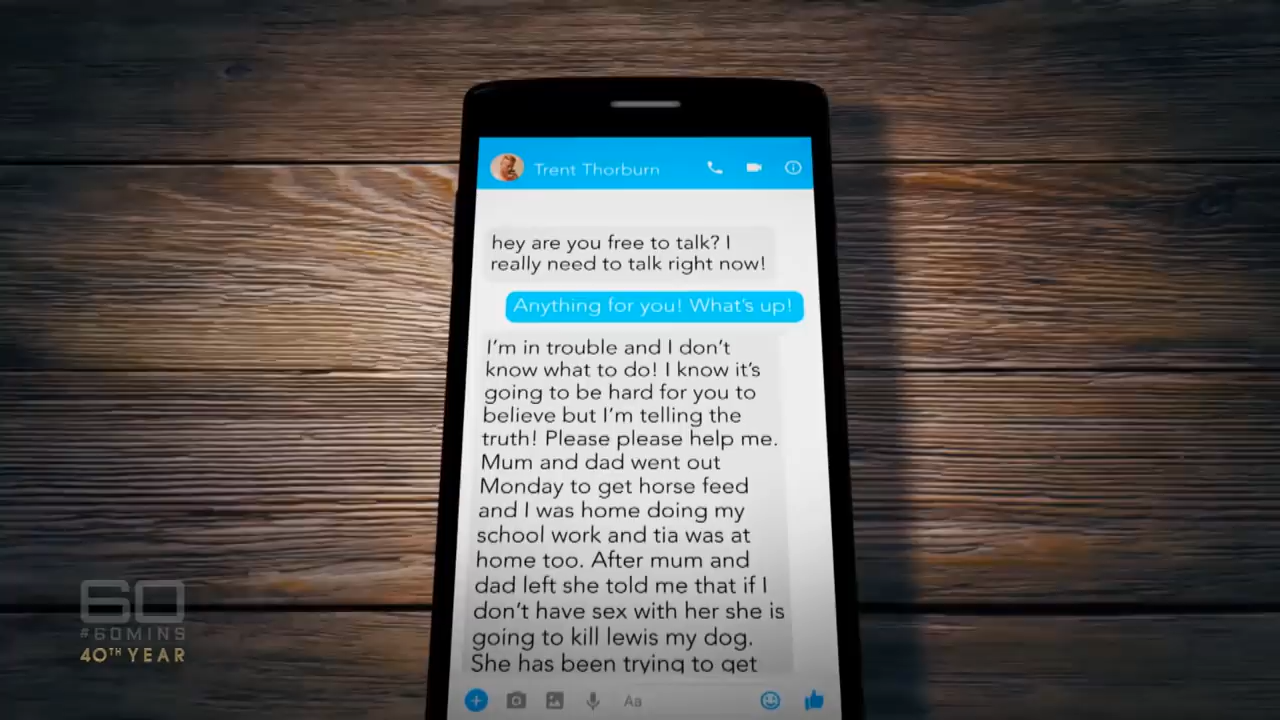 Trent Thorburn
hey are you free to talk? I
really need to talk right now!
Anything for you! What's up!
I'm in trouble and I don't
know what to do! I know it's
going to be hard for you to
believe but I'm telling the
truth! Please please help me.
Mum and dad went out
Monday to get horse feed
and I was home doing my
school work and tia was at
home too. After mum and
dad left she told me that if I
don't have sex with her she is
going to kill lewis my dog.
She has been trying to get
Aa
60
#60MINS
40TH YEAR